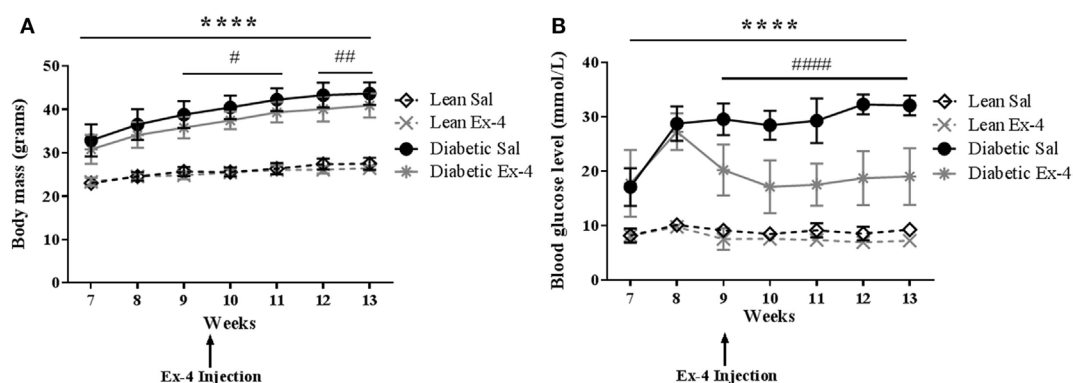 A
****
#
##
50
40
30
20
10
0
Body mass (grams)
7 8 9 10 11 12 13
Weeks
Ex-4 Injection
Lean Sal
Lean Ex-4
Diabetic Sal
Diabetic Ex-4
B
****
####
40
30
20
10
0
Blood glucose level (mmol/L)
7 8 9 10 11 12 13
Weeks
Ex-4 Injection
Lean Sal
Lean Ex-4
Diabetic Sal
Diabetic Ex-4